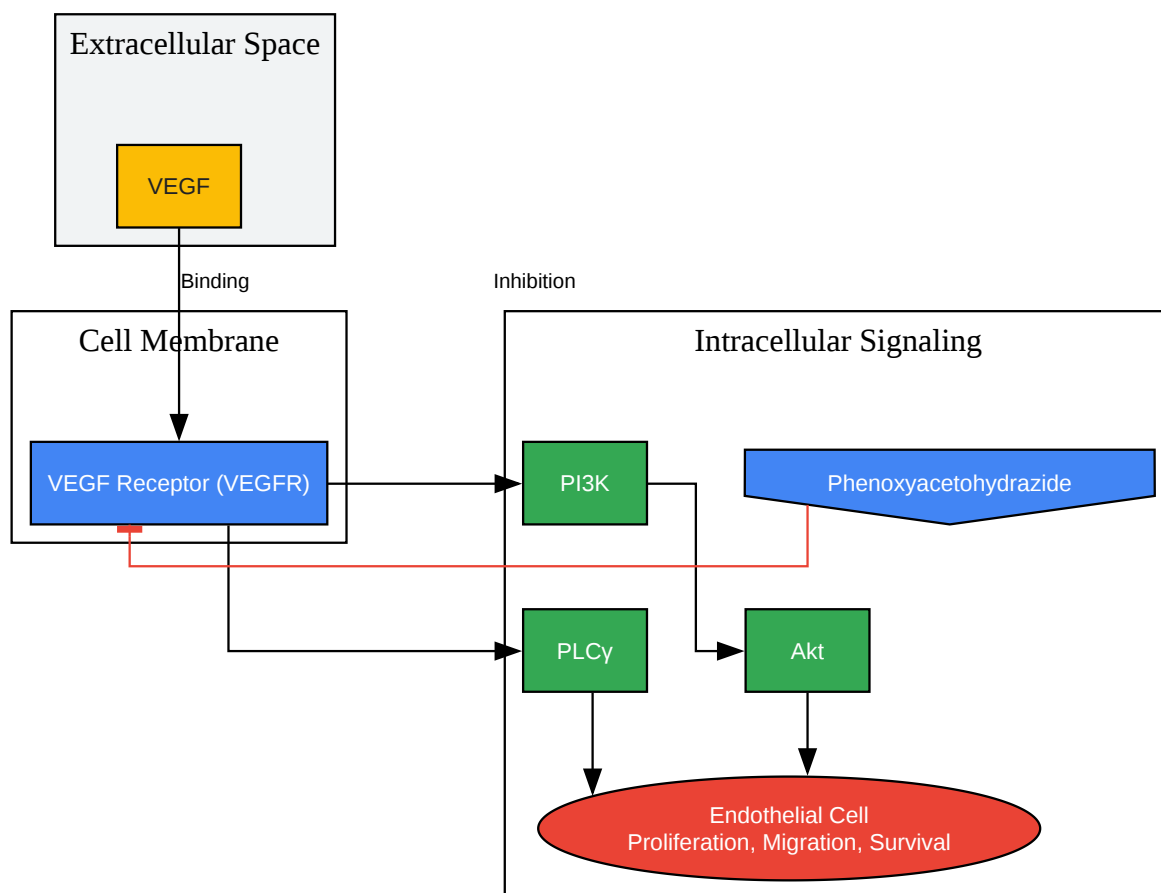 Extracellular Space
VEGF
Binding
Inhibition
Cell Membrane
Intracellular Signaling
VEGF Receptor (VEGFR)
PI3K
Phenoxyacetohydrazide
PLCγ
Akt
Endothelial Cell
Proliferation, Migration, Survival